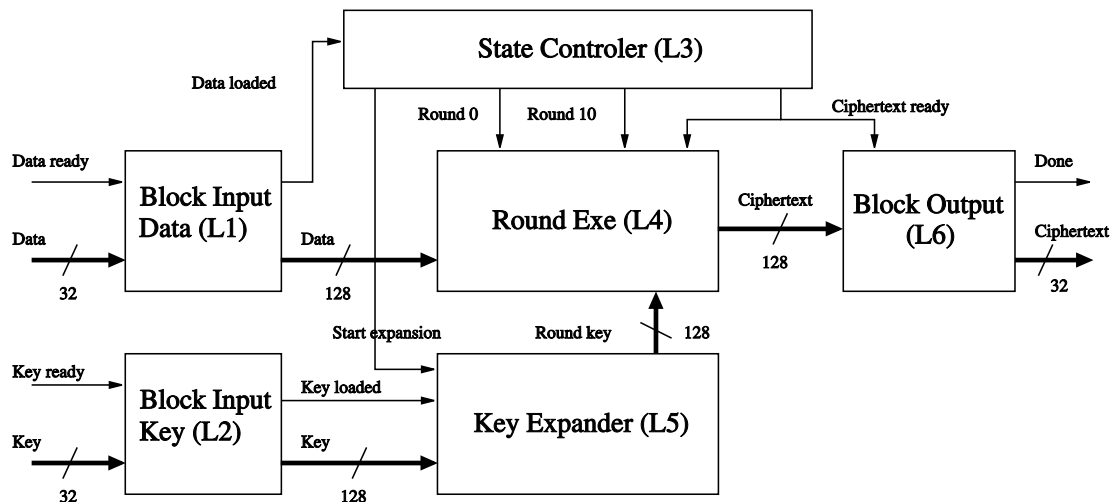 State Controler (L3)
Data loaded
Round 0
Round 10
Ciphertext ready
Data ready
Block Input
Data (L1)
Data
32
Data
128
Round Exe (L4)
Ciphertext
128
Block Output
(L6)
Done
Ciphertext
32
Start expansion
Round key
128
Key ready
Block Input
Key (L2)
Key
32
Key loaded
Key
128
Key Expander (L5)